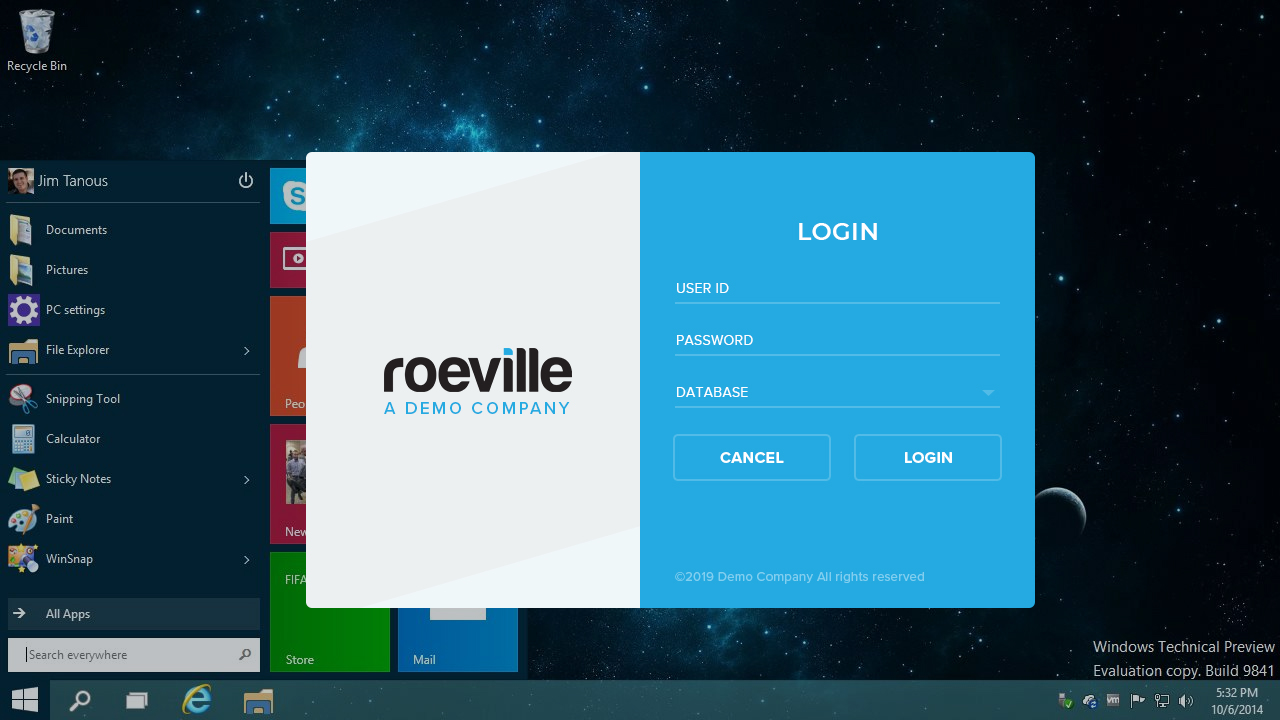 Recycle Bin
Jim Tanous
Documents
Pictures
PC settings
File Explorer
Snipping Tool
Calculator
Sticky Notes
Paint
WinSnap
All Apps
Search everywhere
FIFA
Store
Mail
roeville
A DEMO COMPANY
LOGIN
USER ID
PASSWORD
DATABASE
CANCEL
LOGIN
©2019 Demo Company All rights reserved
Windows Technical Preview
Evaluation copy. Build 9841
5:32 PM
10/6/2014